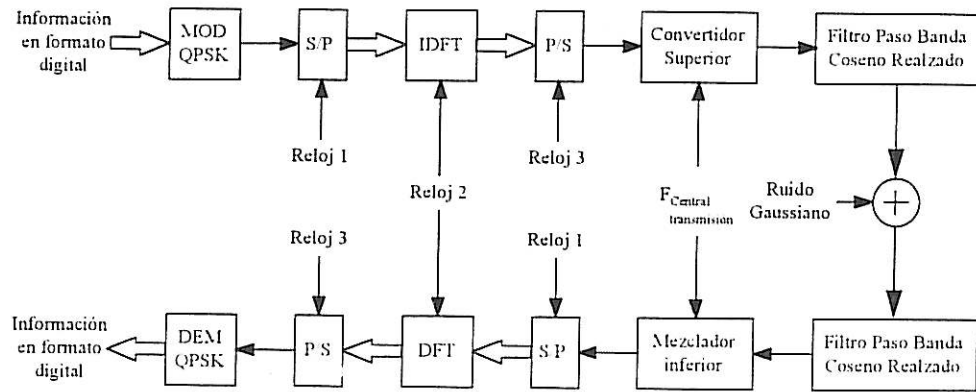 Información
en formato
digital
MOD
QPSK
S/P
IDFT
P/S
Convertidor
Superior
Filtro Paso Banda
Coseno Realzado
Reloj 1
Reloj 2
Reloj 3
F Central
transmision
Ruido
Gaussiano
Reloj 3
Reloj 1
Información
en formato
digital
DEM
QPSK
P/S
DFT
S P
Mezclador
inferior
Filtro Paso Banda
Coseno Realzado